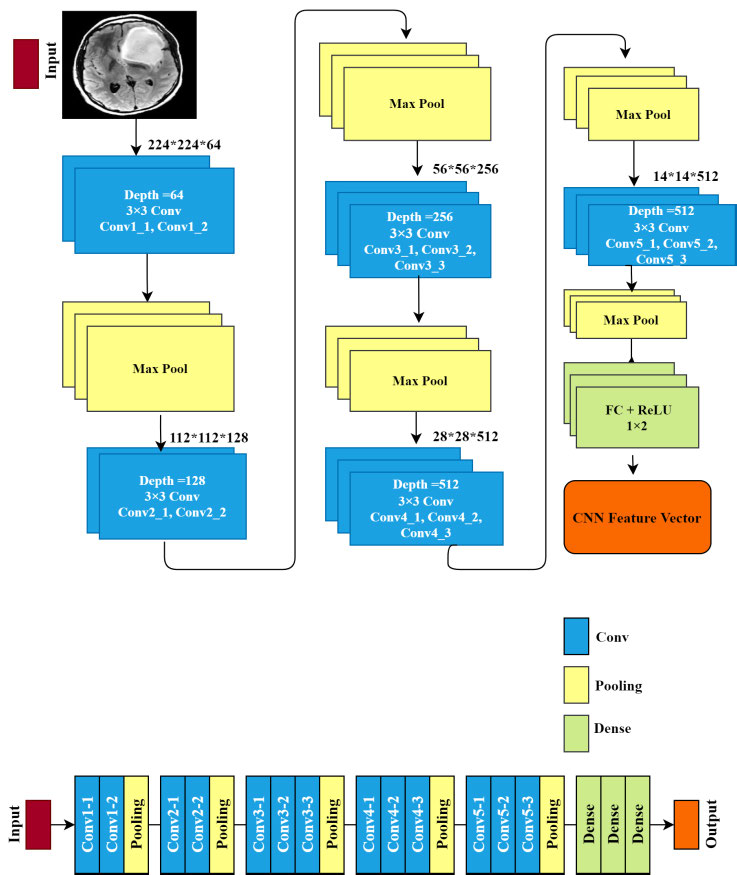 Input
224*224*64
Depth =64
3×3 Conv
Conv1_1, Conv1_2
Max Pool
112*112*128
Depth =128
3×3 Conv
Conv2_1, Conv2_2
Max Pool
56*56*256
Depth =256
3×3 Conv
Conv3_1, Conv3_2,
Conv3_3
Max Pool
28*28*512
Depth =512
3×3 Conv
Conv4_1, Conv4_2,
Conv4_3
Max Pool
14*14*512
Depth =512
3×3 Conv
Conv5_1, Conv5_2,
Conv5_3
Max Pool
FC + ReLU
1×2
CNN Feature Vector
Conv
Pooling
Dense
Input
Conv1-1
Conv1-2
Pooling
Conv2-1
Conv2-2
Pooling
Conv3-1
Conv3-2
Conv3-3
Pooling
Conv4-1
Conv4-2
Conv4-3
Pooling
Conv5-1
Conv5-2
Conv5-3
Pooling
Dense
Dense
Dense
Output